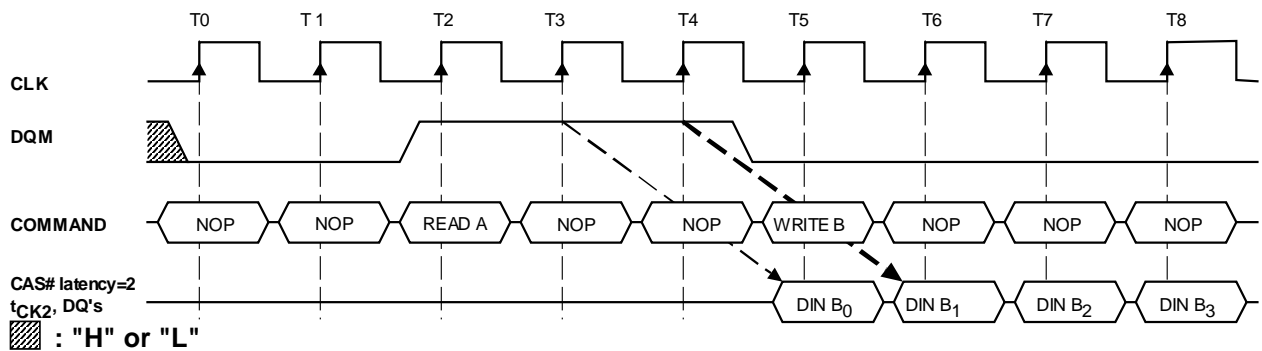 T0 T 1 T2 T3 T4 T5 T6 T7 T8
CLK
DQM
COMMAND NOP NOP READ A NOP NOP WRITE B NOP NOP NOP
CAS# latency=2
tCK2, DQ's DIN B0 DIN B1 DIN B2 DIN B3
: "H" or "L"